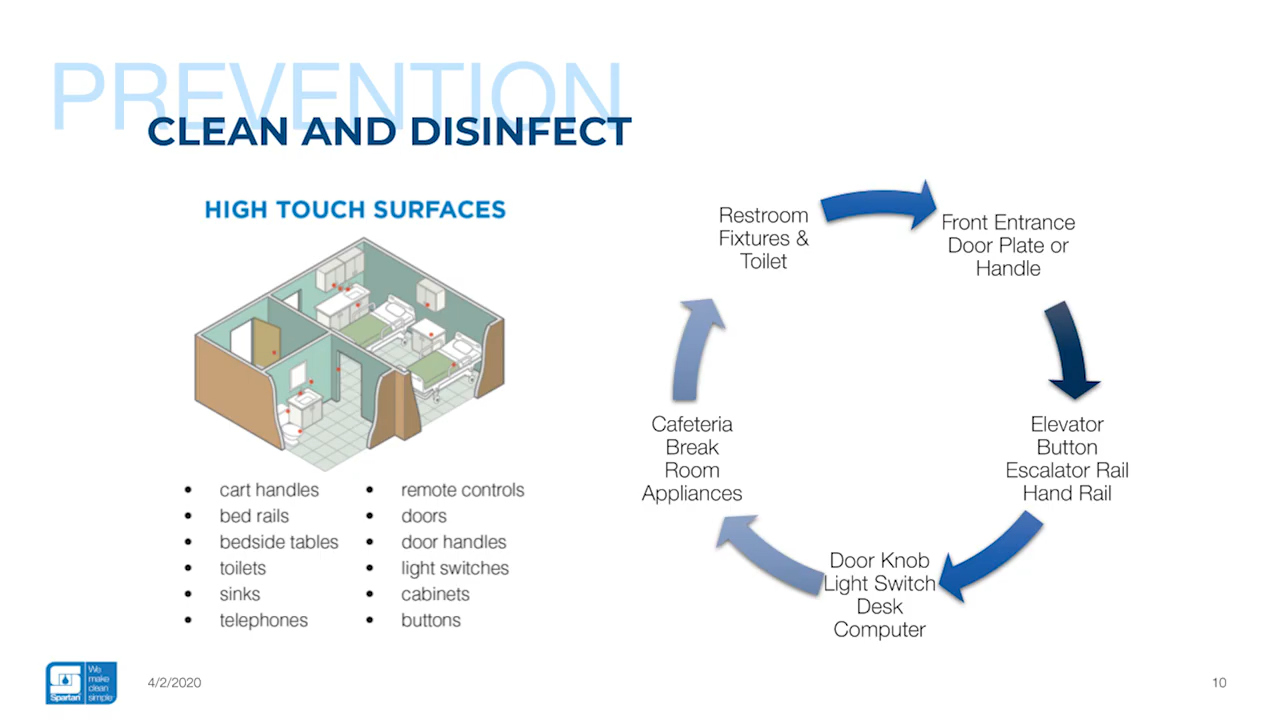 PREVENTION
CLEAN AND DISINFECT
HIGH TOUCH SURFACES
• cart handles
• bed rails
• bedside tables
• toilets
• sinks
• telephones
• remote controls
• doors
• door handles
• light switches
• cabinets
• buttons
Restroom
Fixtures &
Toilet
Front Entrance
Door Plate or
Handle
Elevator
Button
Escalator Rail
Hand Rail
Door Knob
Light Switch
Desk
Computer
Cafeteria
Break
Room
Appliances
Spartan
We
make
clean
simple
4/2/2020
10